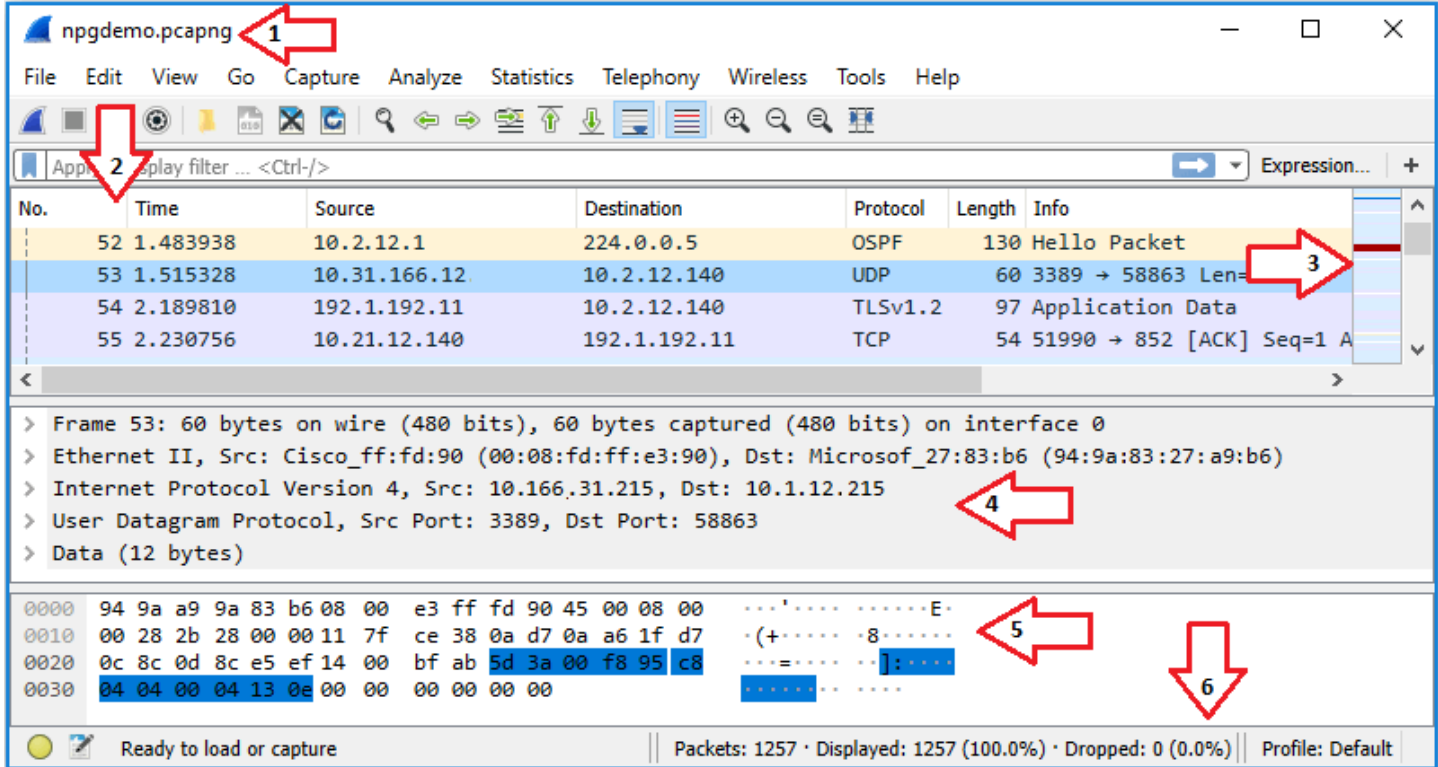 npgdemo.pcapng 1
File Edit View Go Capture Analyze Statistics Telephony Wireless Tools Help
2 splay filter ... <Ctrl-/> Expression... +
No. Time Source Destination Protocol Length Info
52 1.483938 10.2.12.1 224.0.0.5 OSPF 130 Hello Packet
53 1.515328 10.31.166.12. 10.2.12.140 UDP 60 3389 → 58863 Len= 3
54 2.189810 192.1.192.11 10.2.12.140 TLSv1.2 97 Application Data
55 2.230756 10.21.12.140 192.1.192.11 TCP 54 51990 → 852 [ACK] Seq=1 A
> Frame 53: 60 bytes on wire (480 bits), 60 bytes captured (480 bits) on interface 0
> Ethernet II, Src: Cisco_ff:fd:90 (00:08:fd:ff:e3:90), Dst: Microsof_27:83:b6 (94:9a:83:27:a9:b6)
> Internet Protocol Version 4, Src: 10.166.31.215, Dst: 10.1.12.215
4
> User Datagram Protocol, Src Port: 3389, Dst Port: 58863
> Data (12 bytes)
0000 94 9a a9 9a 83 b6 08 00 e3 ff fd 90 45 00 08 00 ···'···· ······E·
0010 00 28 2b 28 00 00 11 7f ce 38 0a d7 0a a6 1f d7 ·(+····· ·8······ 5
0020 0c 8c 0d 8c e5 ef 14 00 bf ab 5d 3a 00 f8 95 c8 ···=···· ··]:····
0030 04 04 00 04 13 0e 00 00 00 00 00 00 ········ ····
6
Ready to load or capture Packets: 1257 · Displayed: 1257 (100.0%) · Dropped: 0 (0.0%) Profile: Default